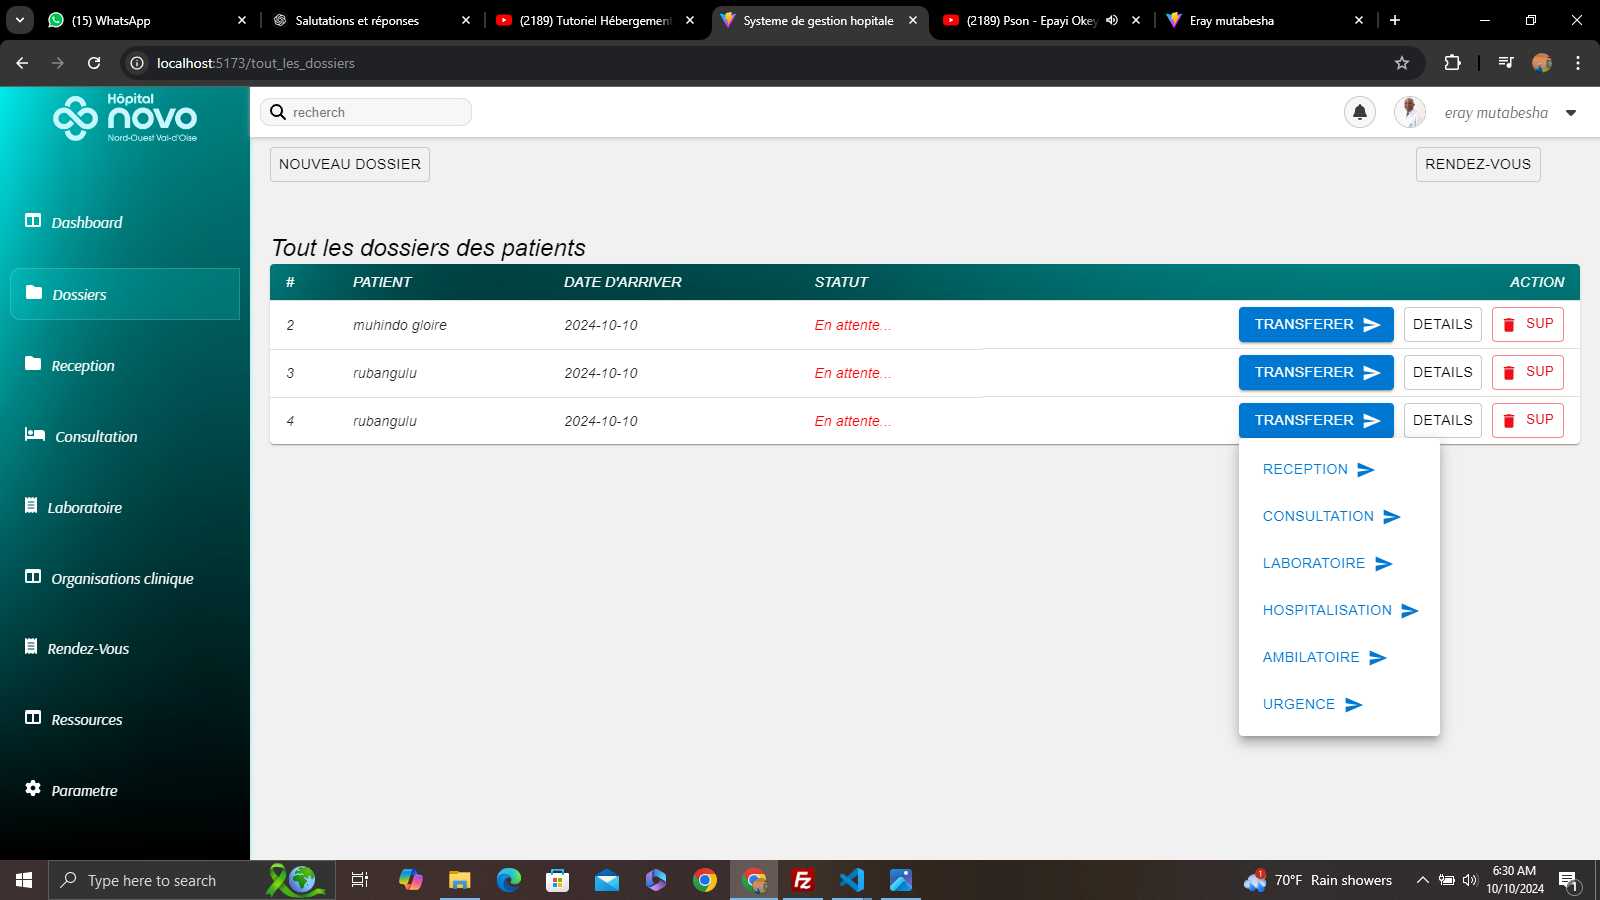 (15) WhatsApp
Salutations et réponses
(2189) Tutoriel Hébergement
Systeme de gestion hopitale
(2189) Pson - Epayi Okey
Eray mutabesha
localhost:5173/tout_les_dossiers
Hôpital
novo
Nord-Ouest Val-d'Oise
recherch
eray mutabesha
NOUVEAU DOSSIER
RENDEZ-VOUS
Dashboard
Dossiers
Reception
Consultation
Laboratoire
Organisations clinique
Rendez-Vous
Ressources
Parametre
Tout les dossiers des patients
# PATIENT DATE D'ARRIVER STATUT ACTION
2 muhindo gloire 2024-10-10 En attente... TRANSFERER DETAILS SUP
3 rubangulu 2024-10-10 En attente... TRANSFERER DETAILS SUP
4 rubangulu 2024-10-10 En attente... TRANSFERER DETAILS SUP
RECEPTION
CONSULTATION
LABORATOIRE
HOSPITALISATION
AMBILATOIRE
URGENCE
Type here to search
Fz
1
70°F Rain showers
6:30 AM
10/10/2024
1